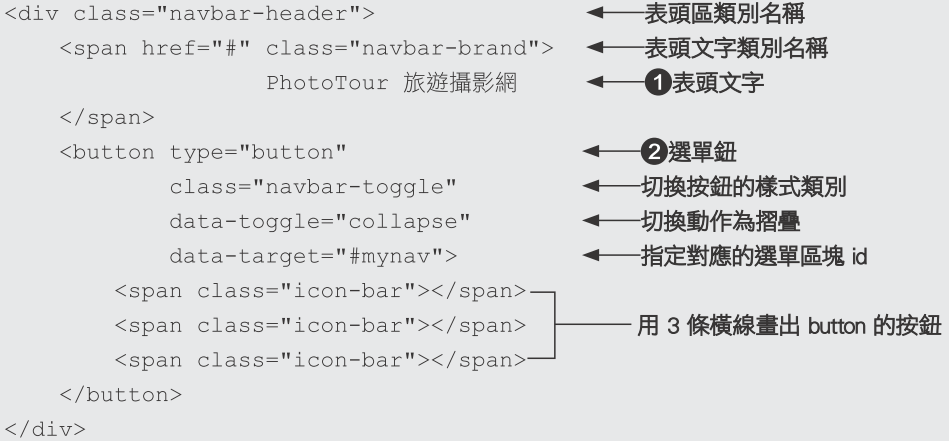 <div class="navbar-header"> 表頭區類別名稱
<span href="#" class="navbar-brand"> 表頭文字類別名稱
PhotoTour 旅遊攝影網 ❶表頭文字
</span>
<button type="button" ❷選單鈕
class="navbar-toggle" 切換按鈕的樣式類別
data-toggle="collapse" 切換動作為摺疊
data-target="#mynav"> 指定對應的選單區塊 id
<span class="icon-bar"></span>
<span class="icon-bar"></span> 用 3 條橫線畫出 button 的按鈕
<span class="icon-bar"></span>
</button>
</div>